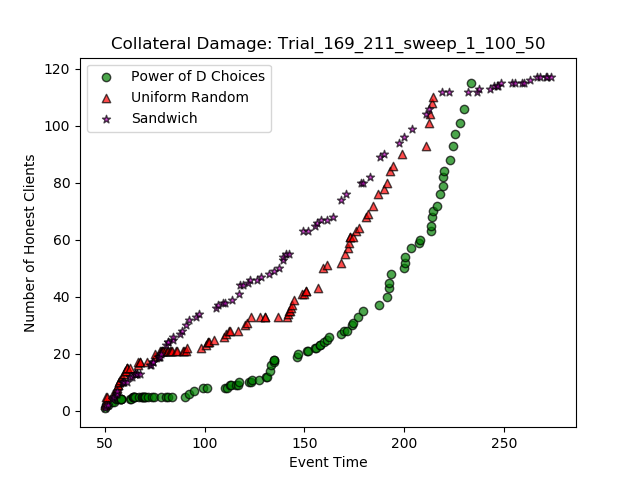 Collateral Damage: Trial_169_211_sweep_1_100_50
Power of D Choices
Uniform Random
Sandwich
Number of Honest Clients
120
100
80
60
40
20
0
50
100
150
200
250
Event Time